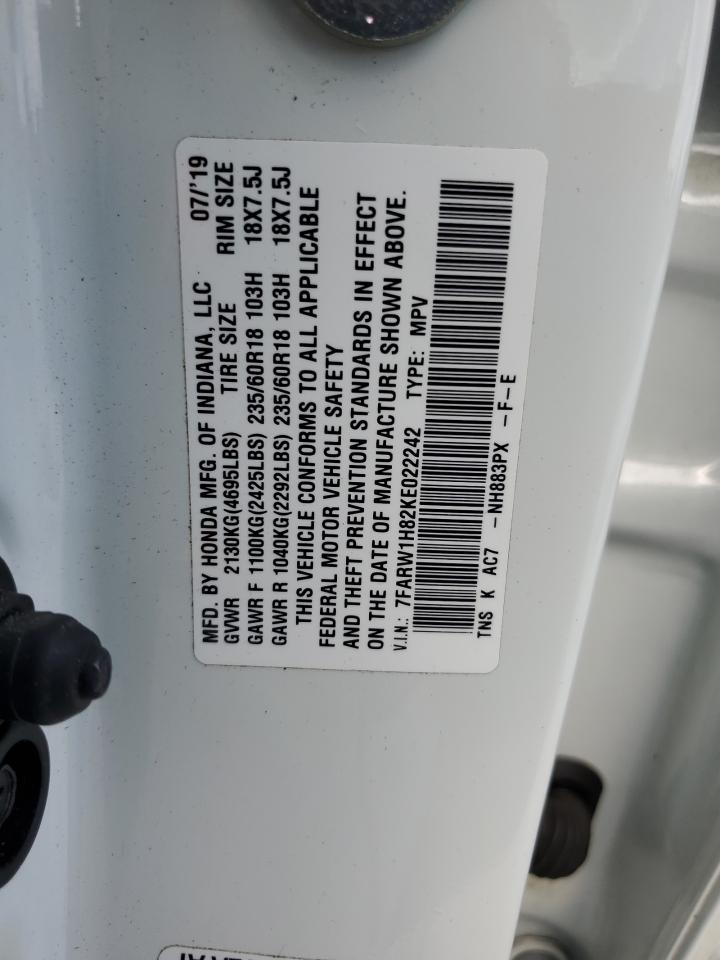 MFD. BY HONDA MFG. OF INDIANA, LLC 07/'19
GVWR 2130KG(4695LBS) TIRE SIZE RIM SIZE
GAWR F 1100KG(2425LBS) 235/60R18 103H 18X7.5J
GAWR R 1040KG(2292LBS) 235/60R18 103H 18X7.5J
THIS VEHICLE CONFORMS TO ALL APPLICABLE
FEDERAL MOTOR VEHICLE SAFETY
AND THEFT PREVENTION STANDARDS IN EFFECT
ON THE DATE OF MANUFACTURE SHOWN ABOVE.
V.I.N.: 7FARW1H82KE022242 TYPE: MPV
TNS K AC7 -NH883PX -F-E